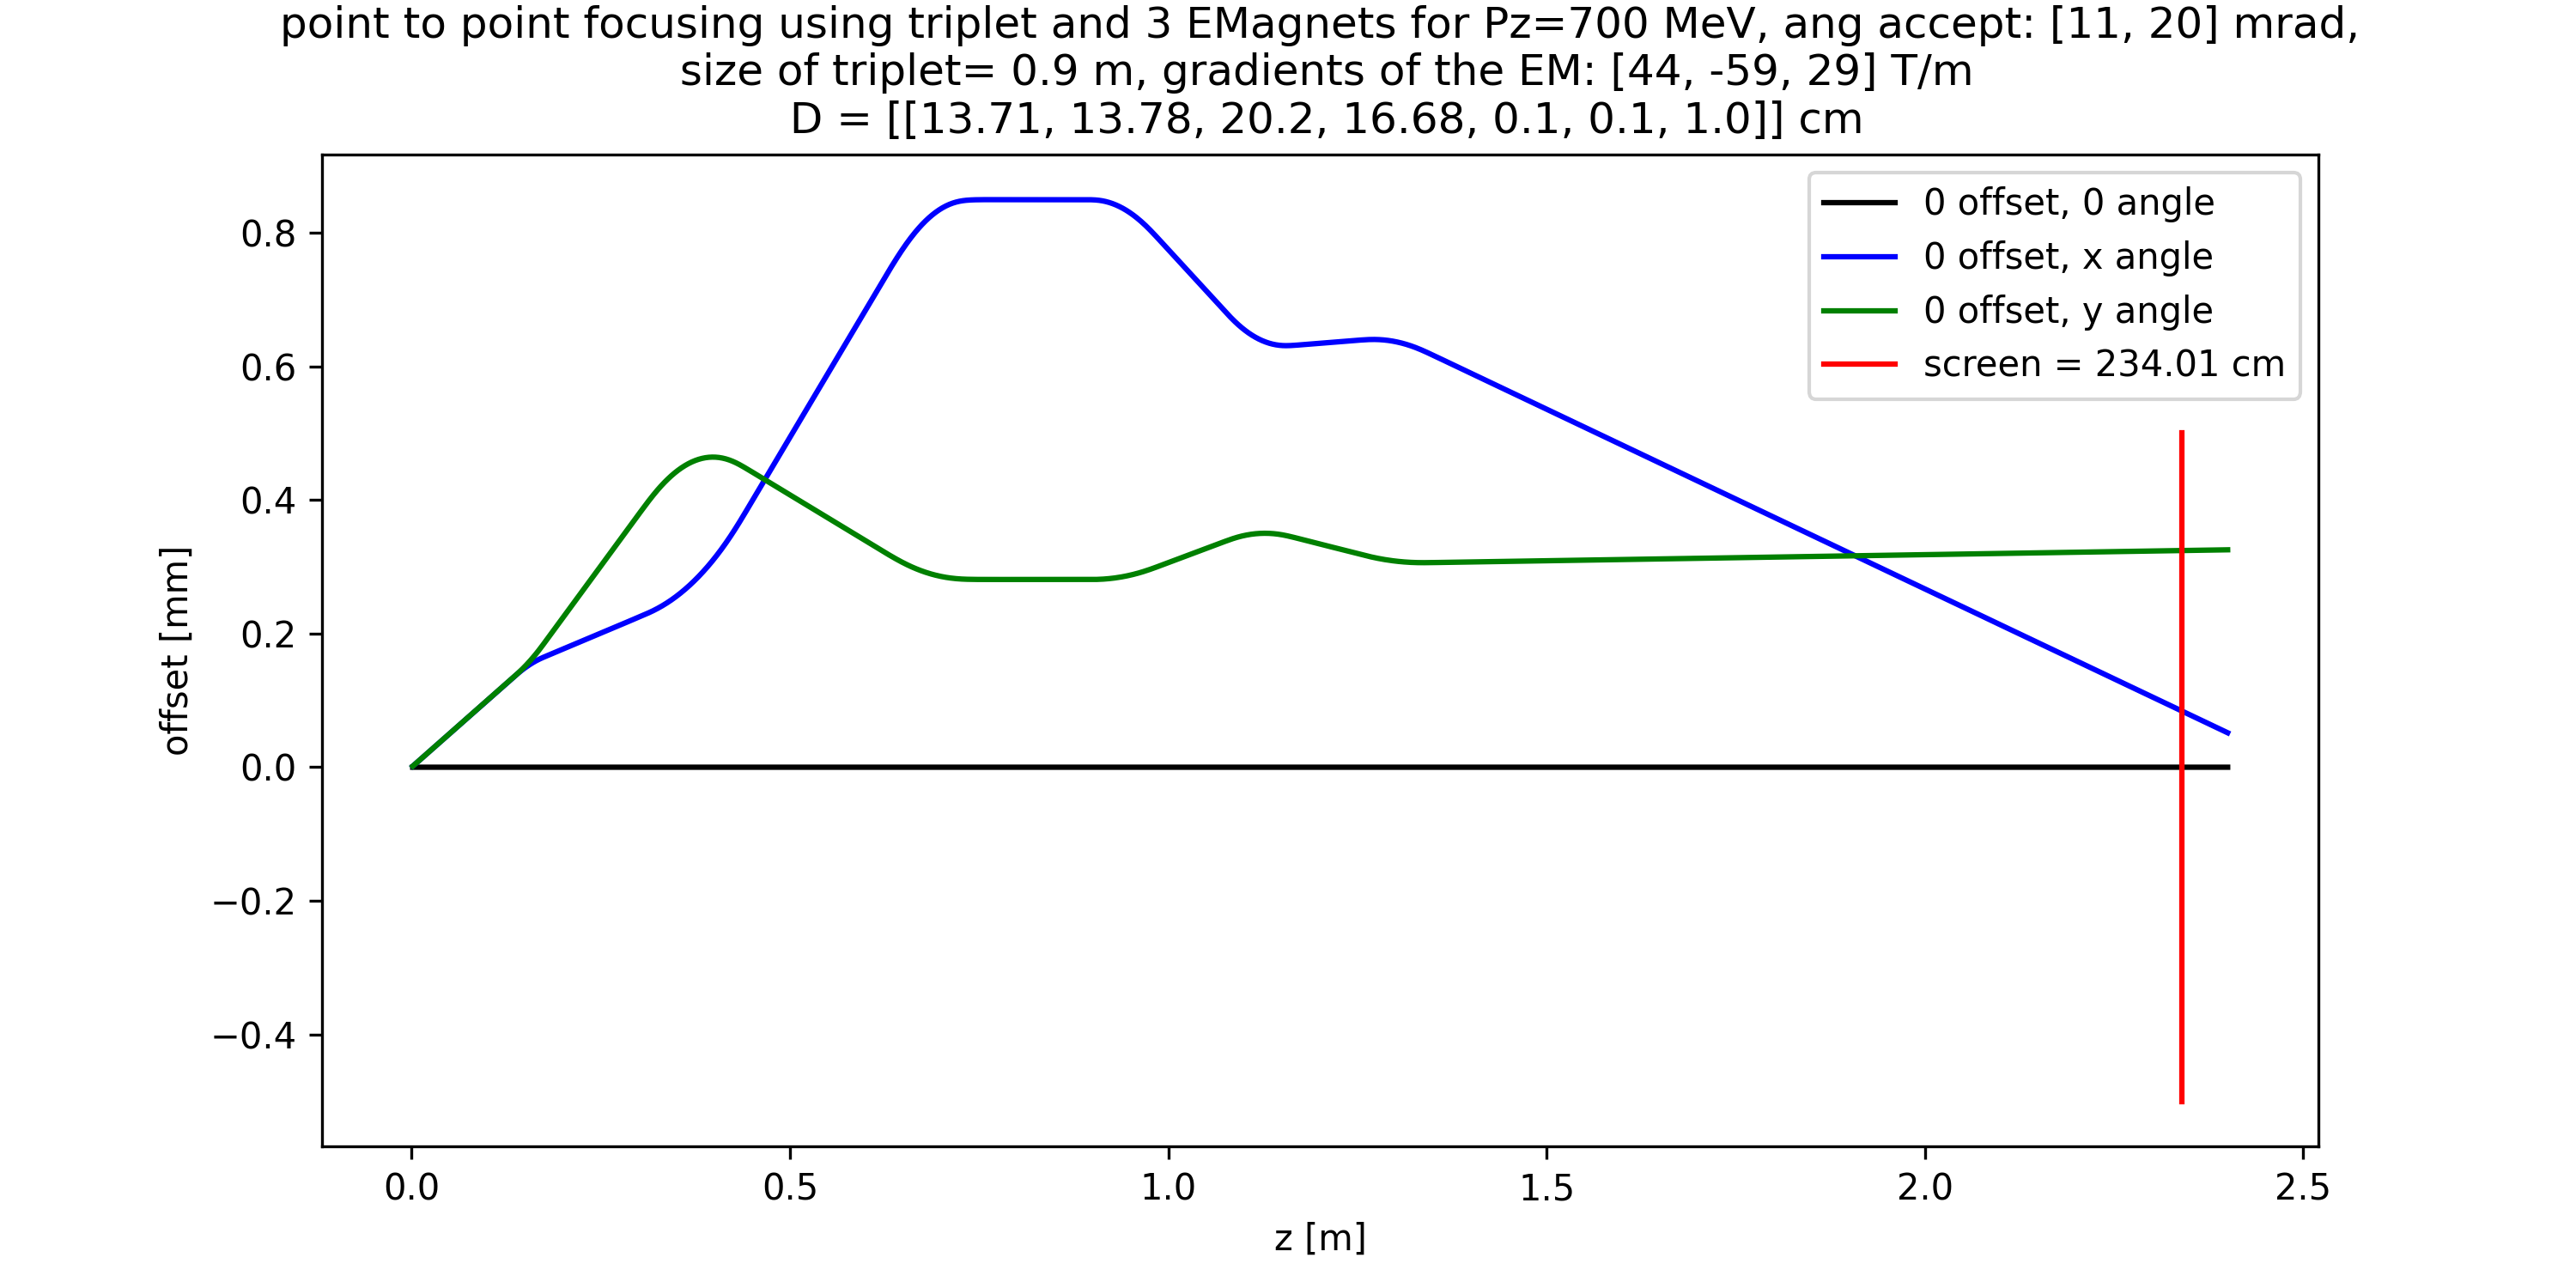 point to point focusing using triplet and 3 EMagnets for Pz=700 MeV, ang accept: [11, 20] mrad,
size of triplet= 0.9 m, gradients of the EM: [44, -59, 29] T/m
D = [[13.71, 13.78, 20.2, 16.68, 0.1, 0.1, 1.0]] cm
0 offset, 0 angle
0 offset, x angle
0 offset, y angle
screen = 234.01 cm
offset [mm]
0.8
0.6
0.4
0.2
0.0
−0.2
−0.4
0.0 0.5 1.0 1.5 2.0 2.5
z [m]